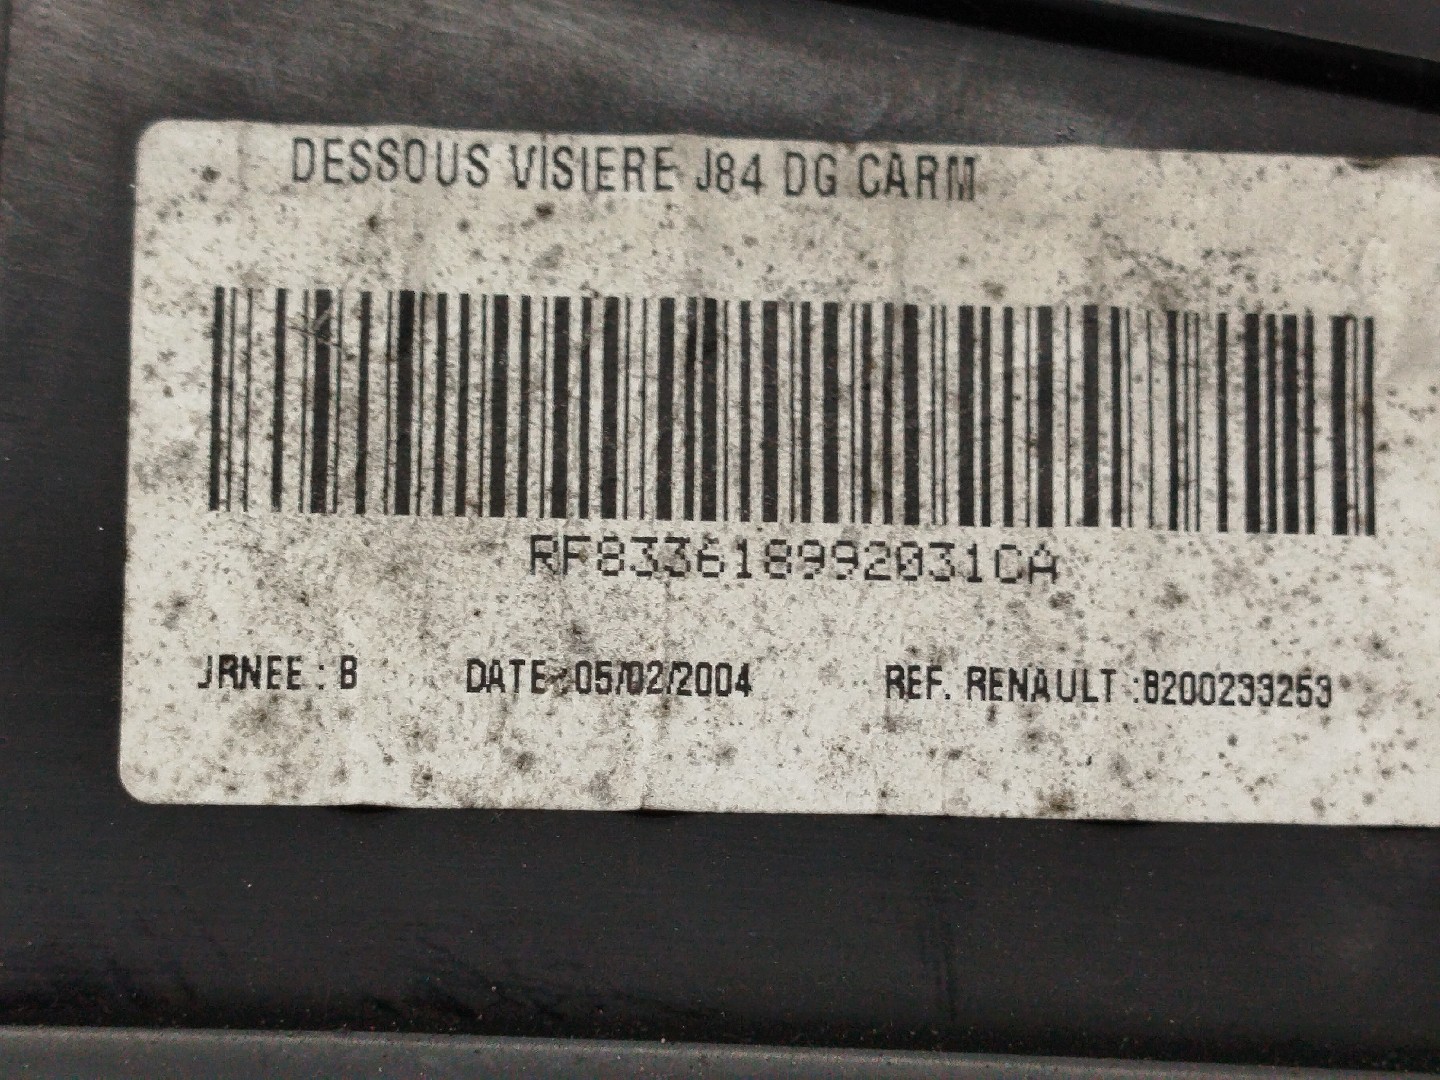 DESSOUS VISIERE J84 DG CARM
RF833618992031CA
JRNEE : B DATE :05/02/2004 REF. RENAULT :8200233253